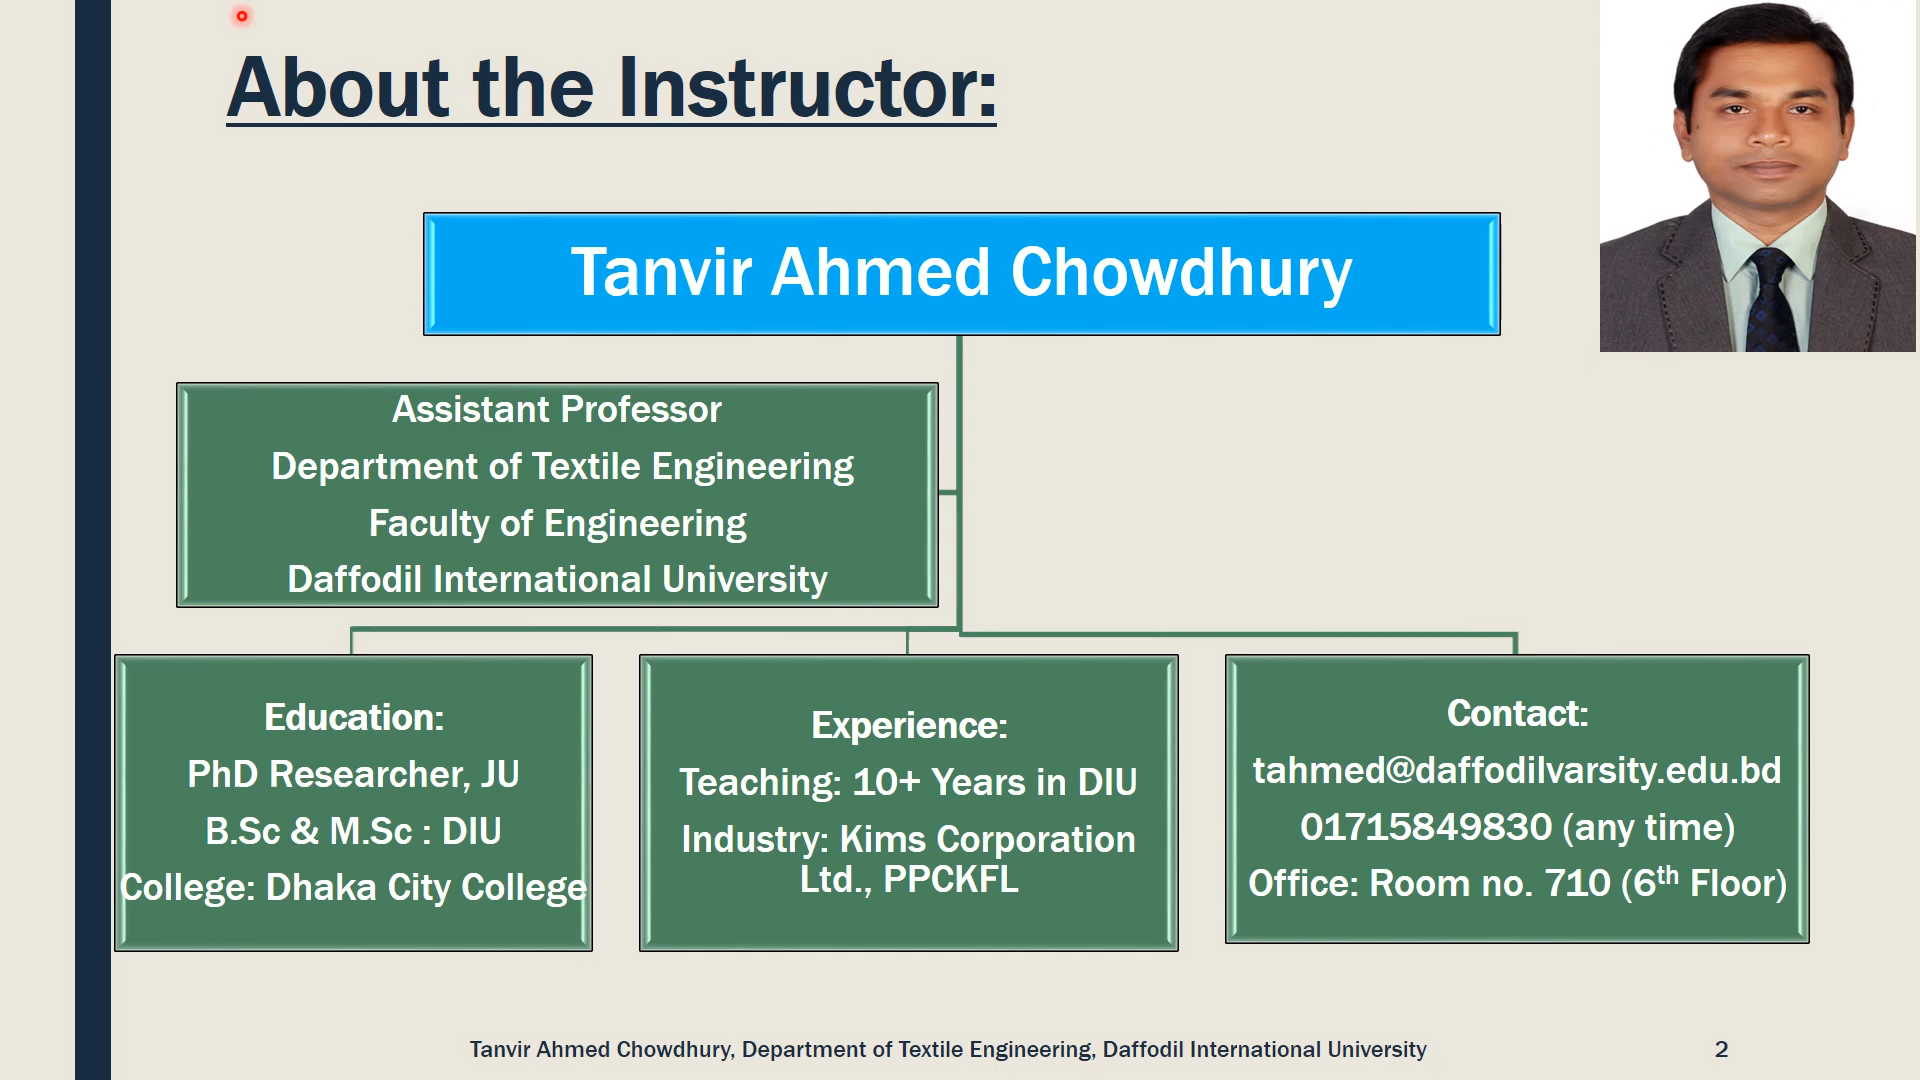 About the Instructor:
Tanvir Ahmed Chowdhury
Assistant Professor
Department of Textile Engineering
Faculty of Engineering
Daffodil International University
Education:
PhD Researcher, JU
B.Sc & M.Sc : DIU
College: Dhaka City College
Experience:
Teaching: 10+ Years in DIU
Industry: Kims Corporation
Ltd., PPCKFL
Contact:
tahmed@daffodilvarsity.edu.bd
01715849830 (any time)
Office: Room no. 710 (6th Floor)
Tanvir Ahmed Chowdhury, Department of Textile Engineering, Daffodil International University
2